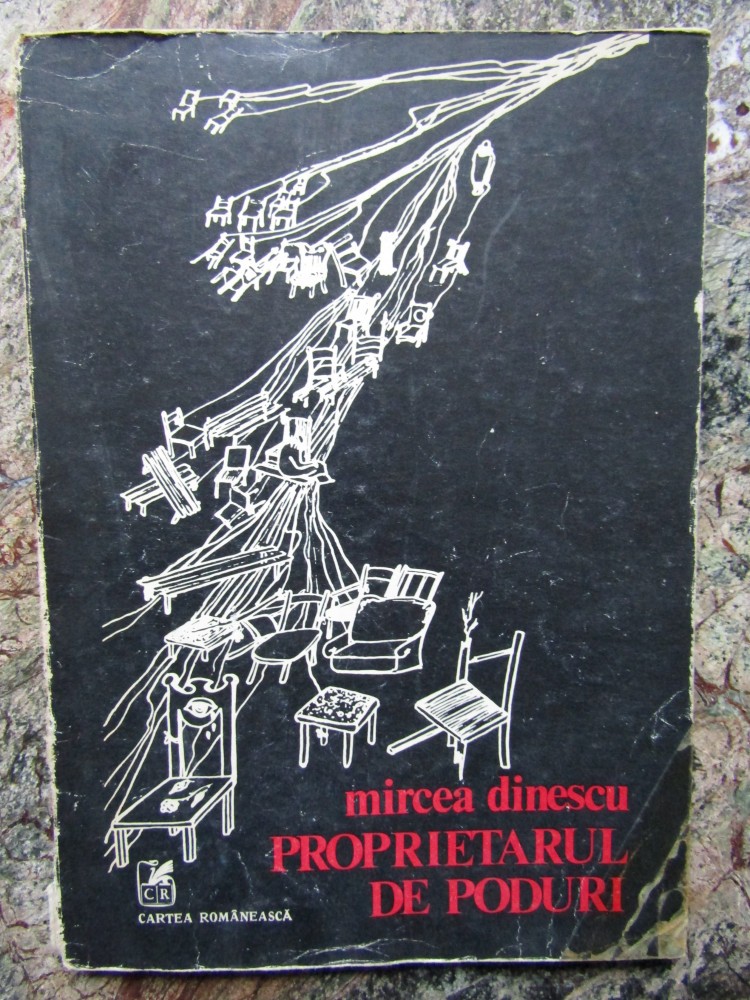 mircea dinescu
PROPRIETARUL
DE PODURI
CR
CARTEA ROMÂNEASCĂ